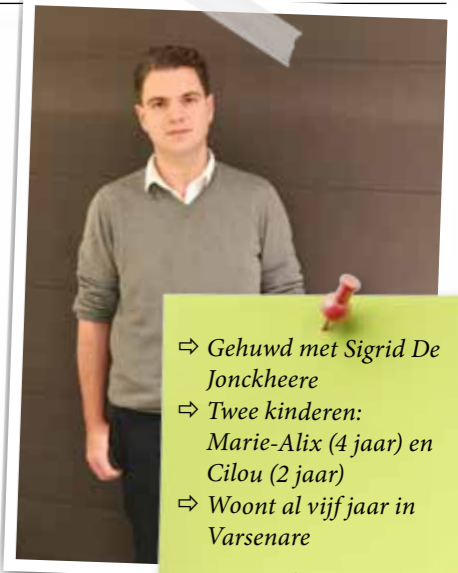 ⇨ Gehuwd met Sigrid De
Jonckheere
⇨ Twee kinderen:
Marie-Alix (4 jaar) en
Cilou (2 jaar)
⇨ Woont al vijf jaar in
Varsenare